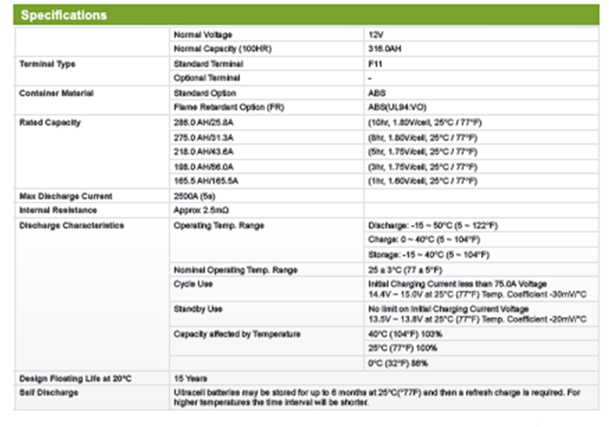 Specifications
Normal Voltage 12V
Normal Capacity (100HR) 316.0AH
Terminal Type Standard Terminal F11
Optional Terminal -
Container Material Standard Option ABS
Flame Retardant Option (FR) ABS(UL94:VO)
Rated Capacity 286.0 AH/25.8A (10hr, 1.80V/cell, 25°C / 77°F)
275.0 AH/31.3A (8hr, 1.80V/cell, 25°C / 77°F)
218.0 AH/43.6A (5hr, 1.75V/cell, 25°C / 77°F)
198.0 AH/66.0A (3hr, 1.75V/cell, 25°C / 77°F)
165.5 AH/165.5A (1hr, 1.60V/cell, 25°C / 77°F)
Max Discharge Current 2500A (5s)
Internal Resistance Approx 2.5mΩ
Discharge Characteristics Operating Temp. Range Discharge: -15 ~ 50°C (5 ~ 122°F)
Charge: 0 ~ 40°C (5 ~ 104°F)
Storage: -15 ~ 40°C (5 ~ 104°F)
Nominal Operating Temp. Range 25 ± 3°C (77 ± 5°F)
Cycle Use Initial Charging Current less than 75.0A Voltage
14.4V ~ 15.0V at 25°C (77°F) Temp. Coefficient -30mV/°C
Standby Use No limit on Initial Charging Current Voltage
13.5V ~ 13.8V at 25°C (77°F) Temp. Coefficient -20mV/°C
Capacity affected by Temperature 40°C (104°F) 103%
25°C (77°F) 100%
0°C (32°F) 86%
Design Floating Life at 20°C 15 Years
Self Discharge Ultracell batteries may be stored for up to 6 months at 25°C(°77F) and then a refresh charge is required. For
higher temperatures the time interval will be shorter.